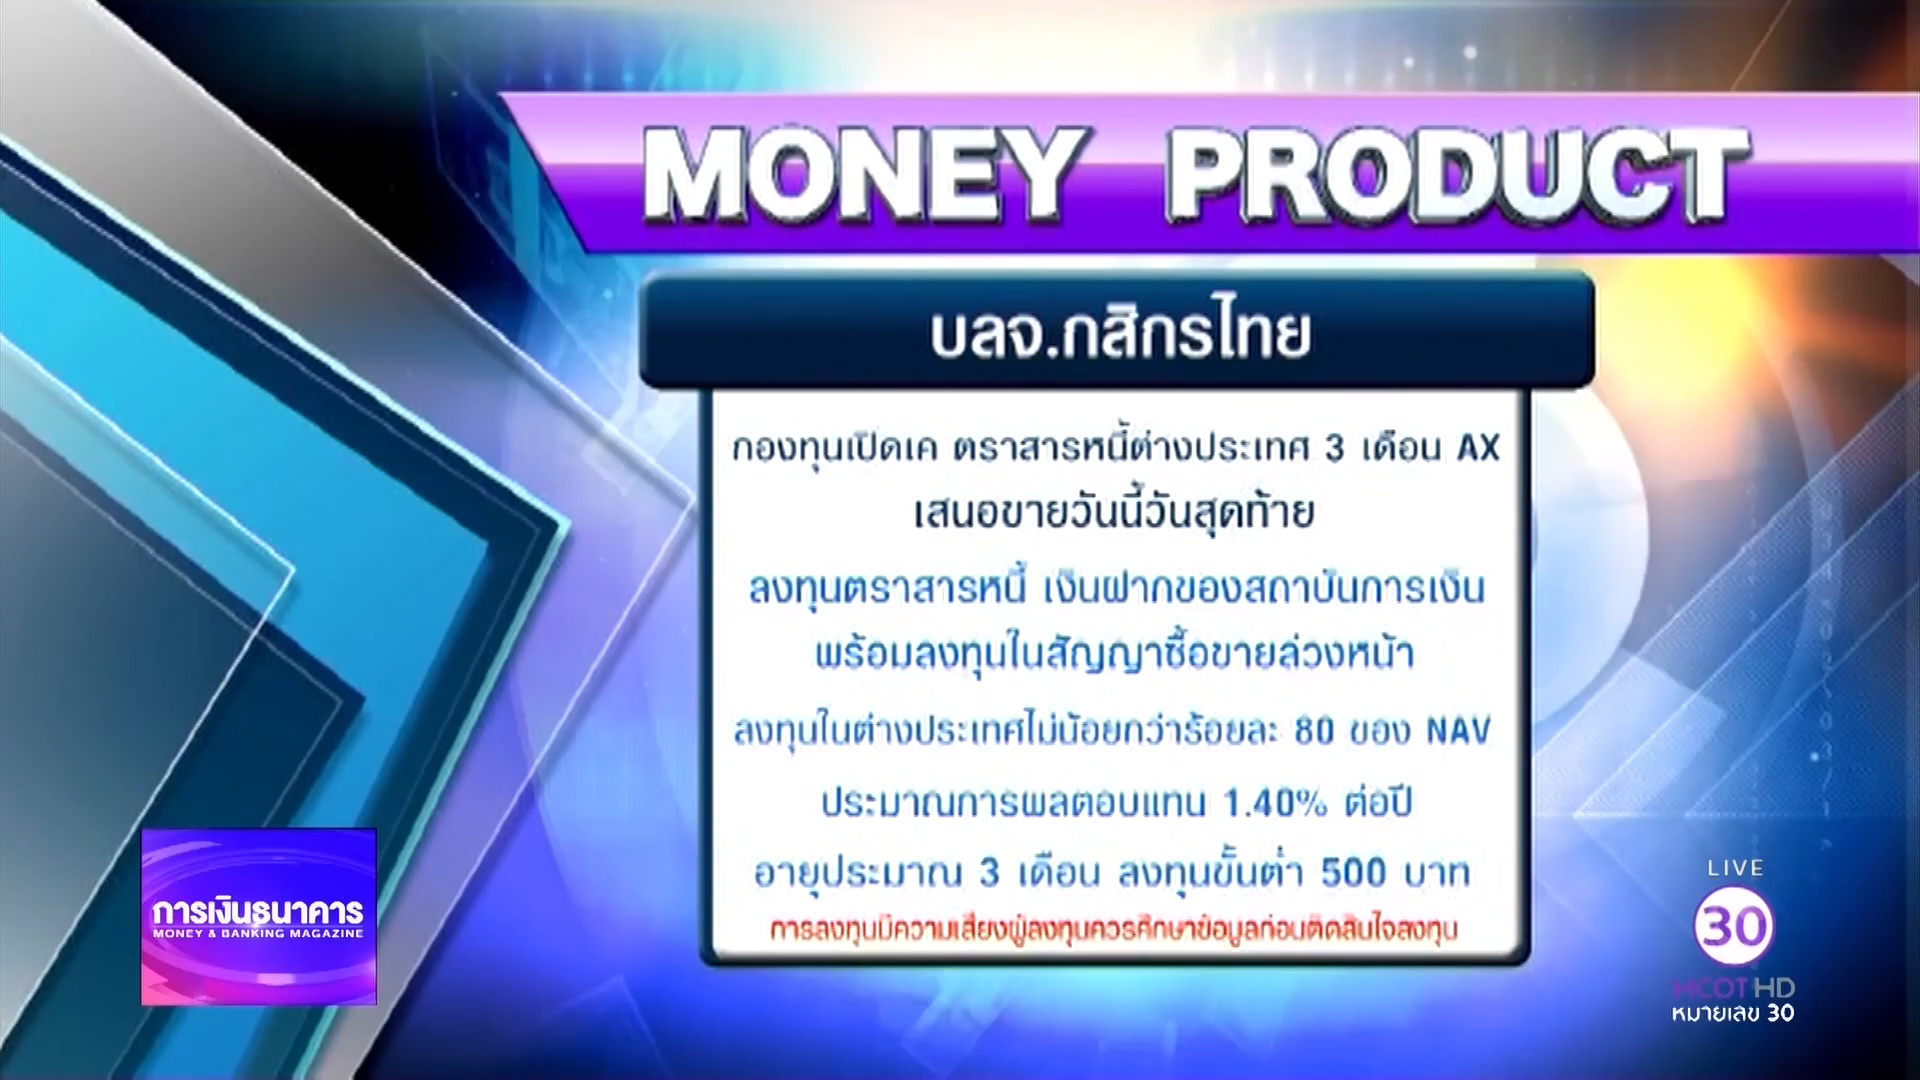 MONEY PRODUCT
บลจ.กสิกรไทย
กองทุนเปิดเค ตราสารหนี้ต่างประเทศ 3 เดือน AX
เสนอขายวันนี้วันสุดท้าย
ลงทุนตราสารหนี้ เงินฝากของสถาบันการเงิน
พร้อมลงทุนในสัญญาซื้อขายล่วงหน้า
ลงทุนในต่างประเทศไม่น้อยกว่าร้อยละ 80 ของ NAV
ประมาณการผลตอบแทน 1.40% ต่อปี
อายุประมาณ 3 เดือน ลงทุนขั้นต่ำ 500 บาท
การลงทุนมีความเสี่ยงผู้ลงทุนควรศึกษาข้อมูลก่อนตัดสินใจลงทุน
การเงินธนาคาร
MONEY & BANKING MAGAZINE
LIVE
30
MCOT HD
หมายเลข 30